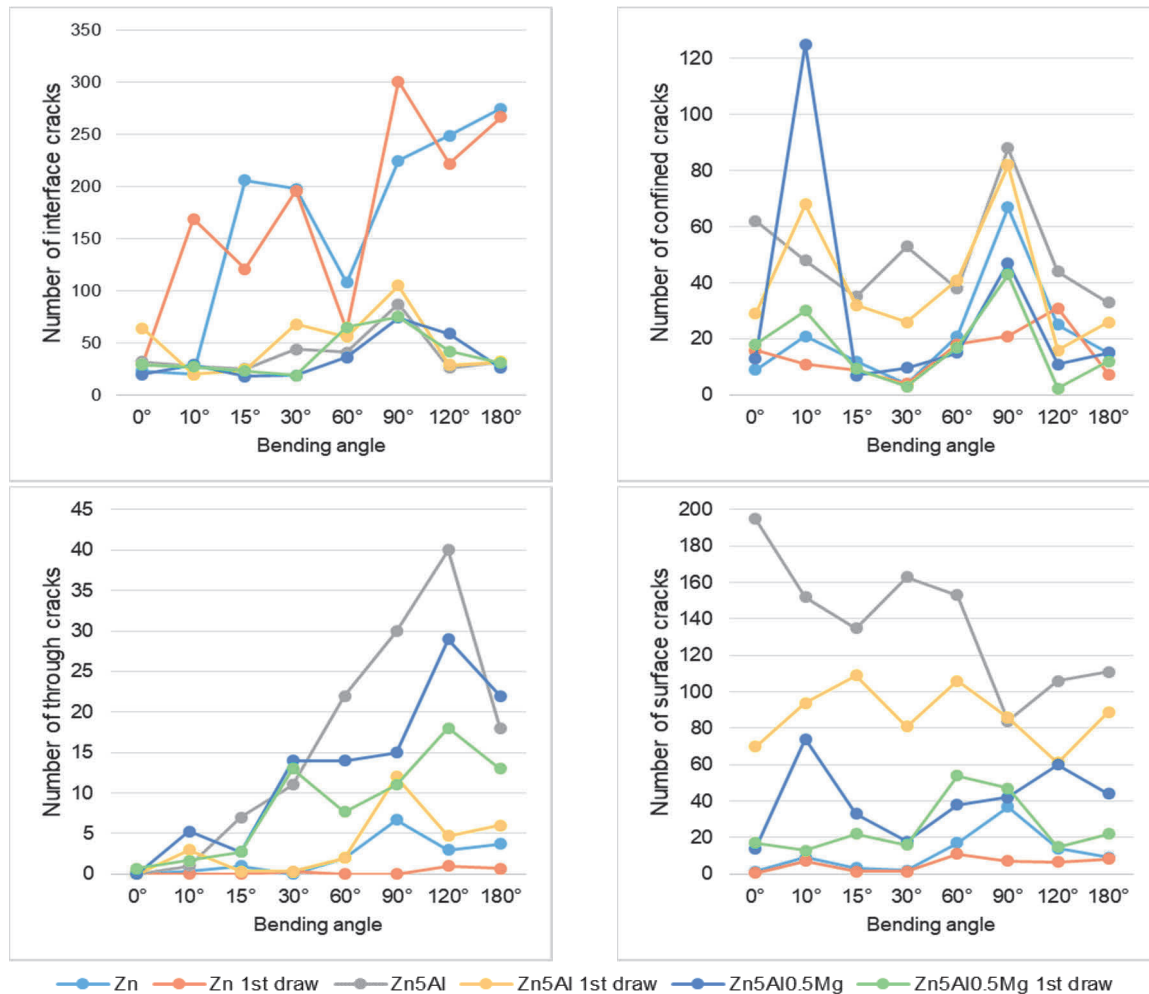 Number of interface cracks
350
300
250
200
150
100
50
0
0° 10° 15° 30° 60° 90° 120° 180°
Bending angle
Number of confined cracks
120
100
80
60
40
20
0
0° 10° 15° 30° 60° 90° 120° 180°
Bending angle
Number of through cracks
45
40
35
30
25
20
15
10
5
0
0° 10° 15° 30° 60° 90° 120° 180°
Bending angle
Number of surface cracks
200
180
160
140
120
100
80
60
40
20
0
0° 10° 15° 30° 60° 90° 120° 180°
Bending angle
Zn Zn 1st draw Zn5Al Zn5Al 1st draw Zn5Al0.5Mg Zn5Al0.5Mg 1st draw